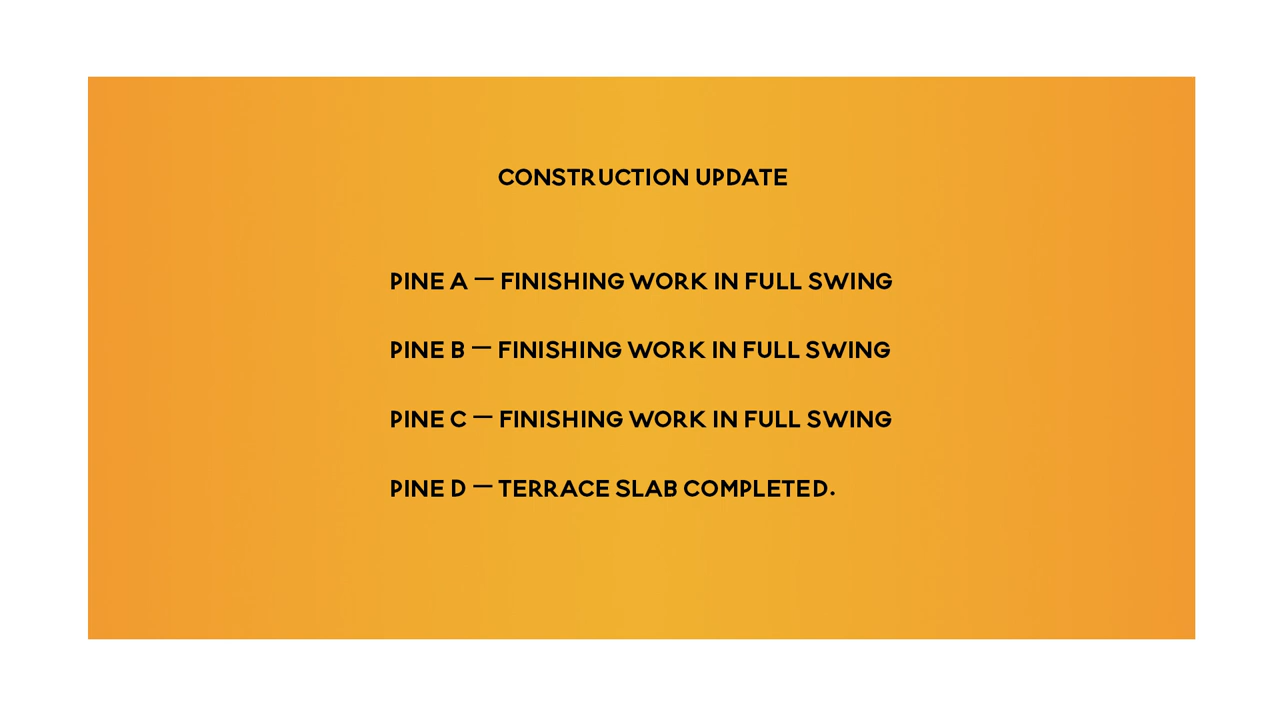 CONSTRUCTION UPDATE
PINE A — FINISHING WORK IN FULL SWING
PINE B — FINISHING WORK IN FULL SWING
PINE C — FINISHING WORK IN FULL SWING
PINE D — TERRACE SLAB COMPLETED.